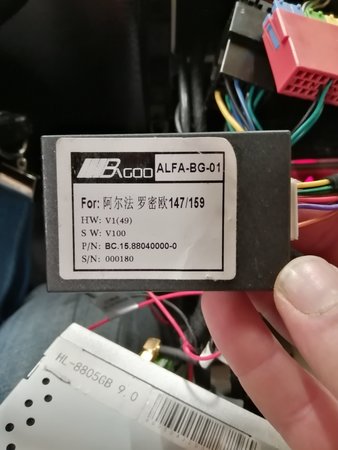 BAGOO ALFA-BG-01
For: 阿尔法 罗密欧147/159
HW: V1(49)
S W: V100
P/N: BC.15.88040000-0
S/N: 000180
HL-8805GB 9.0